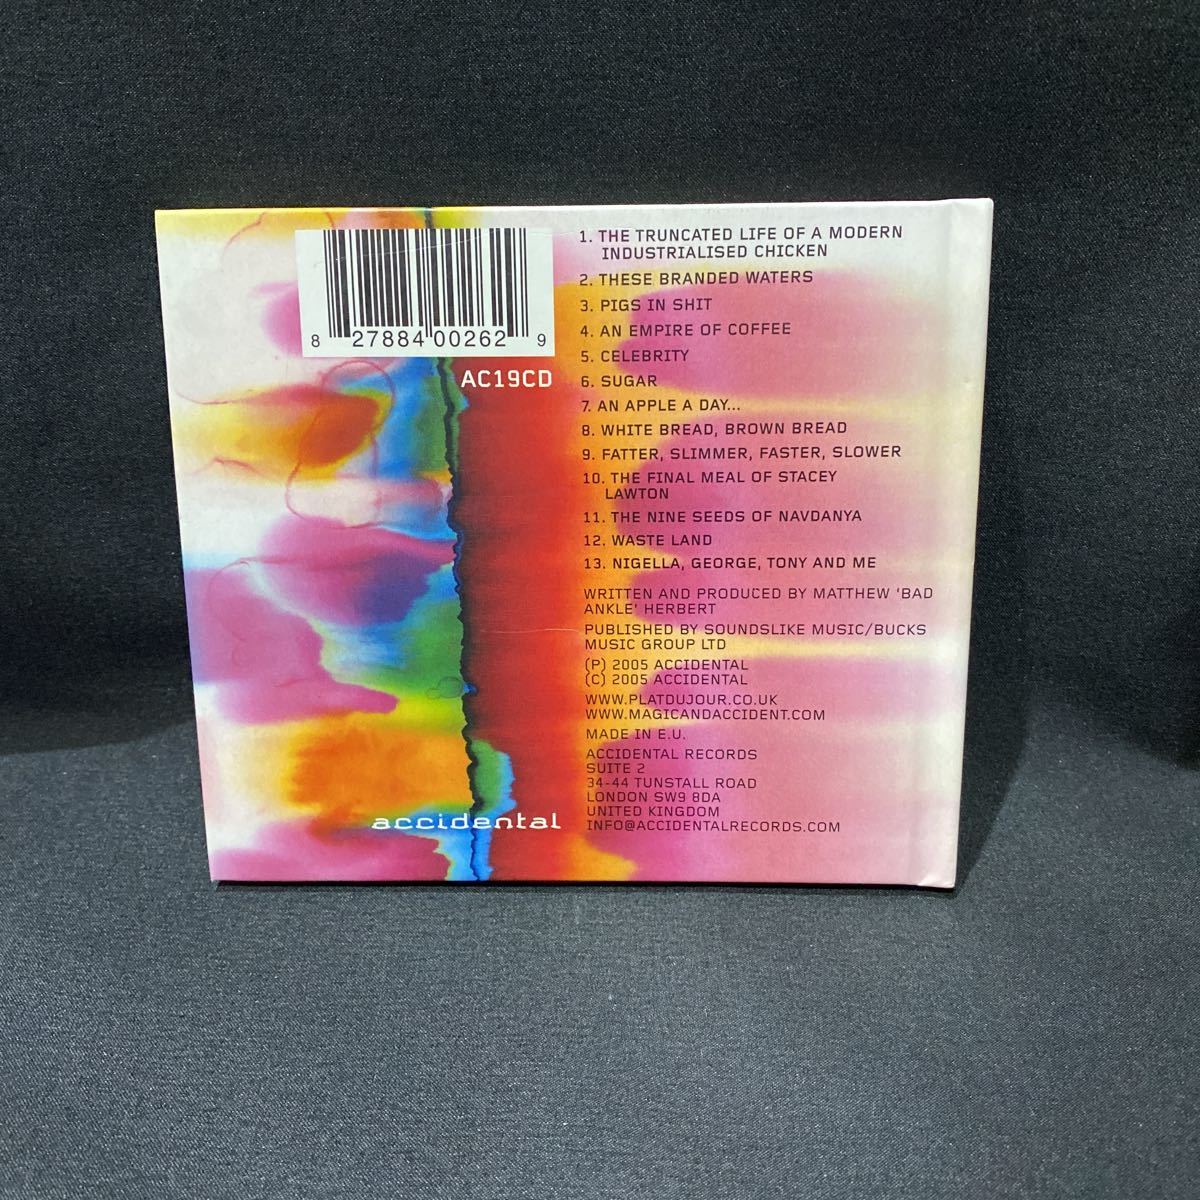 8 27884 00262 9
AC19CD
1. THE TRUNCATED LIFE OF A MODERN
INDUSTRIALISED CHICKEN
2. THESE BRANDED WATERS
3. PIGS IN SHIT
4. AN EMPIRE OF COFFEE
5. CELEBRITY
6. SUGAR
7. AN APPLE A DAY...
8. WHITE BREAD, BROWN BREAD
9. FATTER, SLIMMER, FASTER, SLOWER
10. THE FINAL MEAL OF STACEY
LAWTON
11. THE NINE SEEDS OF NAVDANYA
12. WASTE LAND
13. NIGELLA, GEORGE, TONY AND ME
WRITTEN AND PRODUCED BY MATTHEW 'BAD
ANKLE' HERBERT
PUBLISHED BY SOUNDSLIKE MUSIC/BUCKS
MUSIC GROUP LTD
(P) 2005 ACCIDENTAL
(C) 2005 ACCIDENTAL
WWW.PLATDUJOUR.CO.UK
WWW.MAGICANDACCIDENT.COM
MADE IN E.U.
ACCIDENTAL RECORDS
SUITE 2
34-44 TUNSTALL ROAD
LONDON SW9 8DA
UNITED KINGDOM
INFO@ACCIDENTALRECORDS.COM
accidental